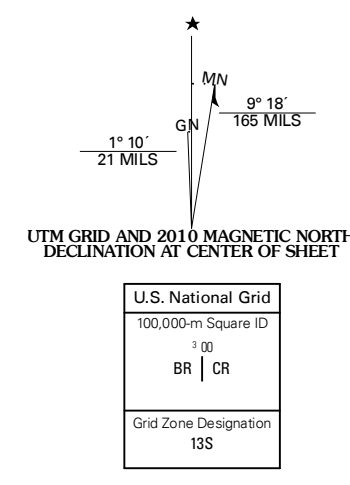 ★
MN
GN
9° 18´
165 MILS
1° 10´
21 MILS
UTM GRID AND 2010 MAGNETIC NORTH
DECLINATION AT CENTER OF SHEET
U.S. National Grid
100,000-m Square ID
3 00
BR CR
Grid Zone Designation
13S